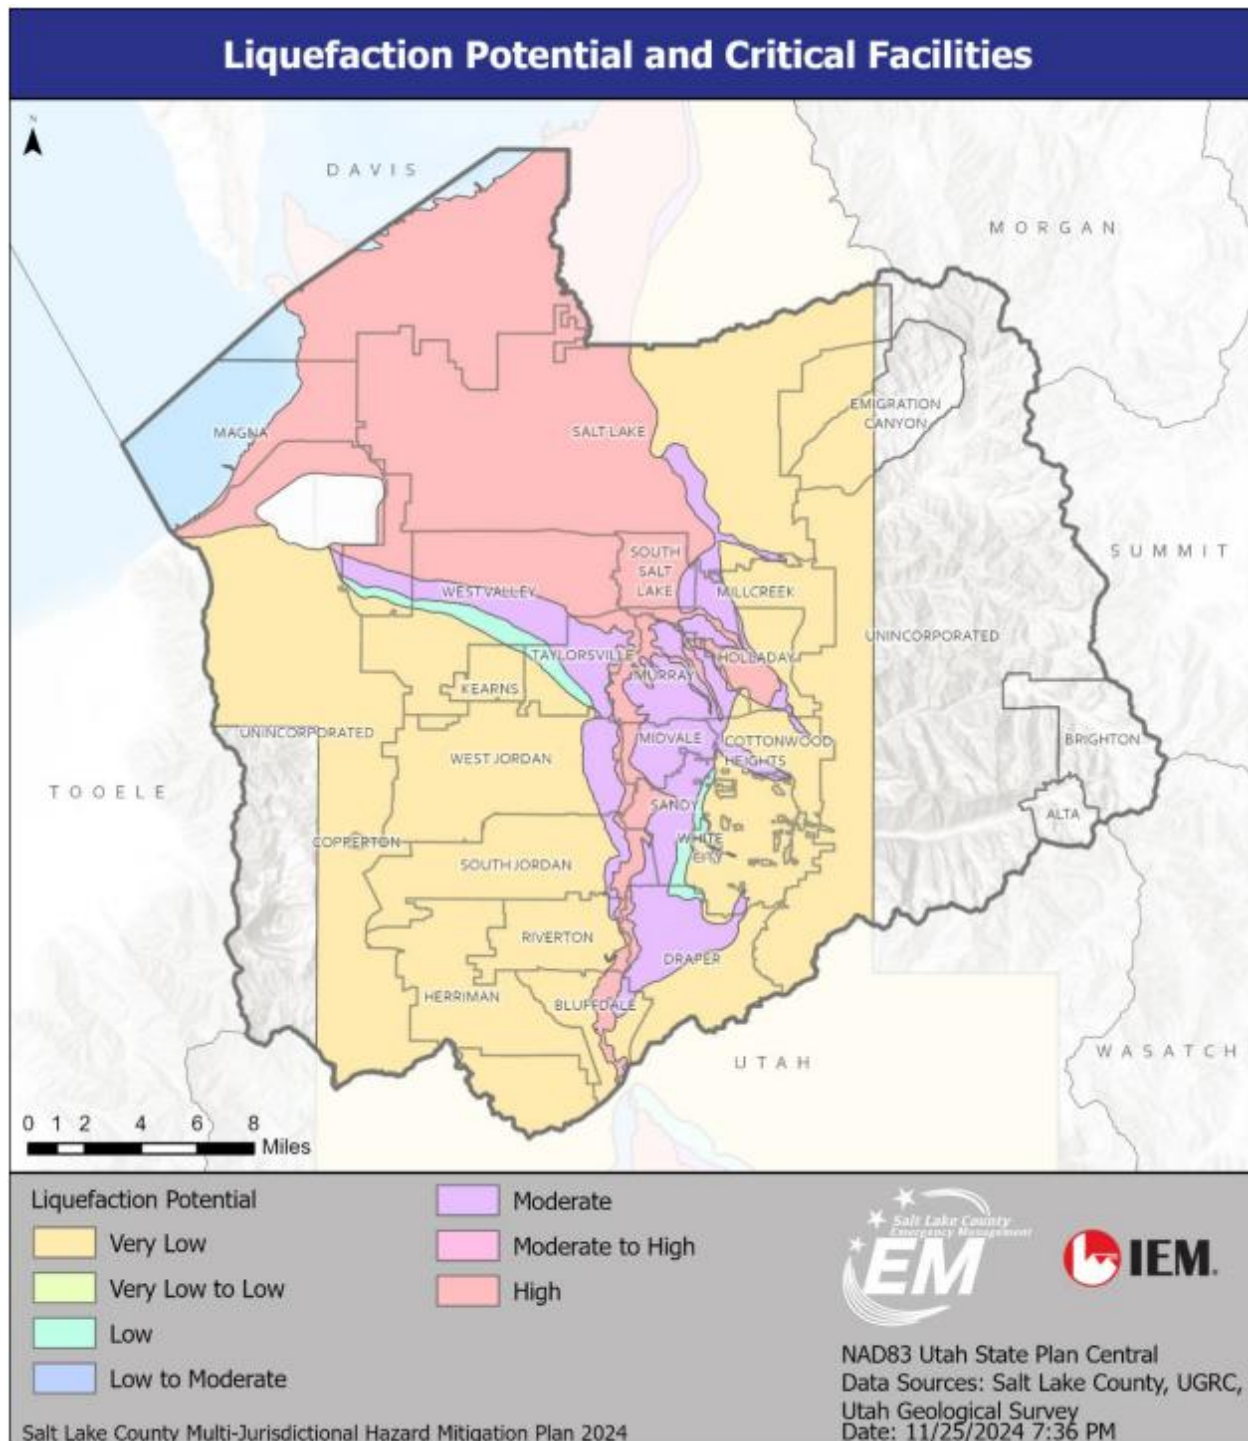 Liquefaction Potential and Critical Facilities
N
DAVIS
MORGAN
EMIGRATION
CANYON
MAGNA
SALT LAKE
SUMMIT
SOUTH
SALT
LAKE
WEST VALLEY
MILLCREEK
UNINCORPORATED
TAYLORSVILLE
HOLLADAY
MURRAY
KEARNS
UNINCORPORATED
MIDVALE
COTTONWOOD
HEIGHTS
BRIGHTON
WEST JORDAN
TOOELE
SANDY
ALTA
COPPERTON
WHITE
CITY
SOUTH JORDAN
RIVERTON
DRAPER
HERRIMAN
BLUFFDALE
UTAH
WASATCH
0 1 2 4 6 8
Miles
Liquefaction Potential
Very Low
Very Low to Low
Low
Low to Moderate
Moderate
Moderate to High
High
Salt Lake County
Emergency Management
EM
IEM.
NAD83 Utah State Plan Central
Data Sources: Salt Lake County, UGRC,
Utah Geological Survey
Date: 11/25/2024 7:36 PM
Salt Lake County Multi-Jurisdictional Hazard Mitigation Plan 2024